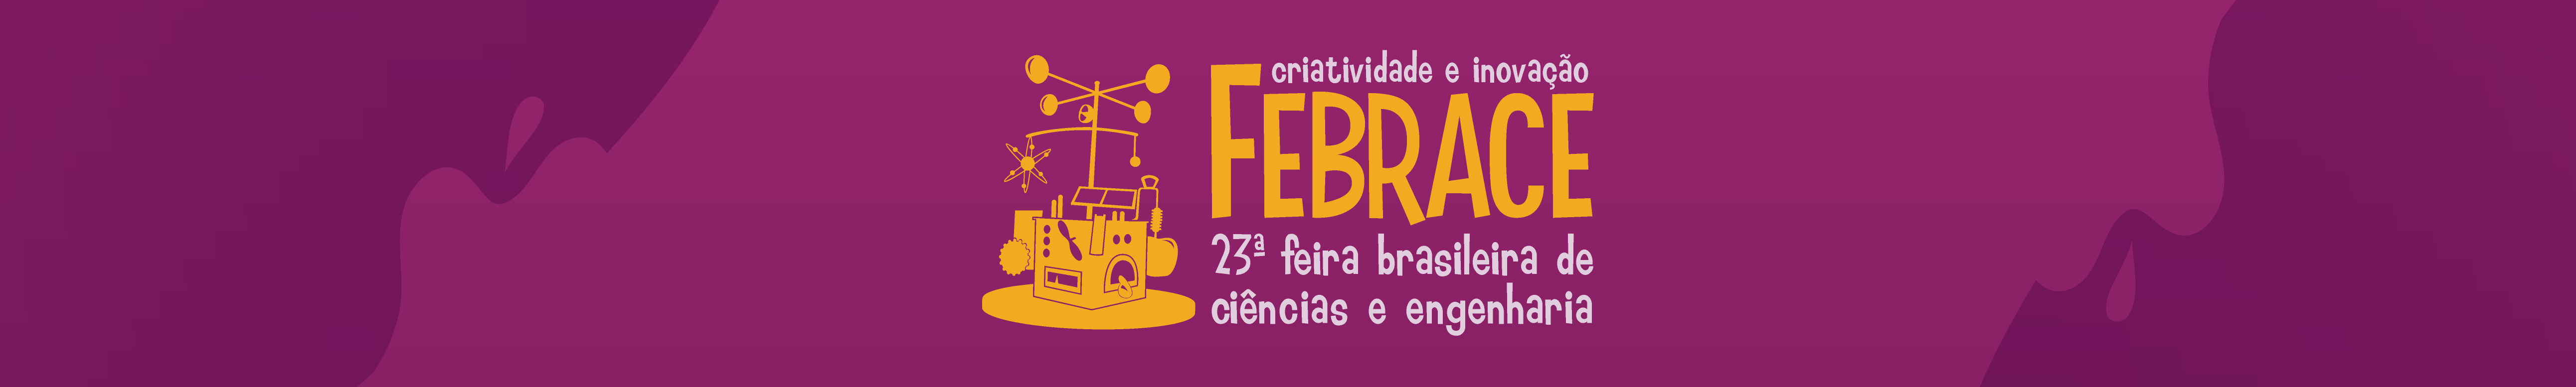 criatividade e inovação
FEBRACE
23ª feira brasileira de
ciências e engenharia